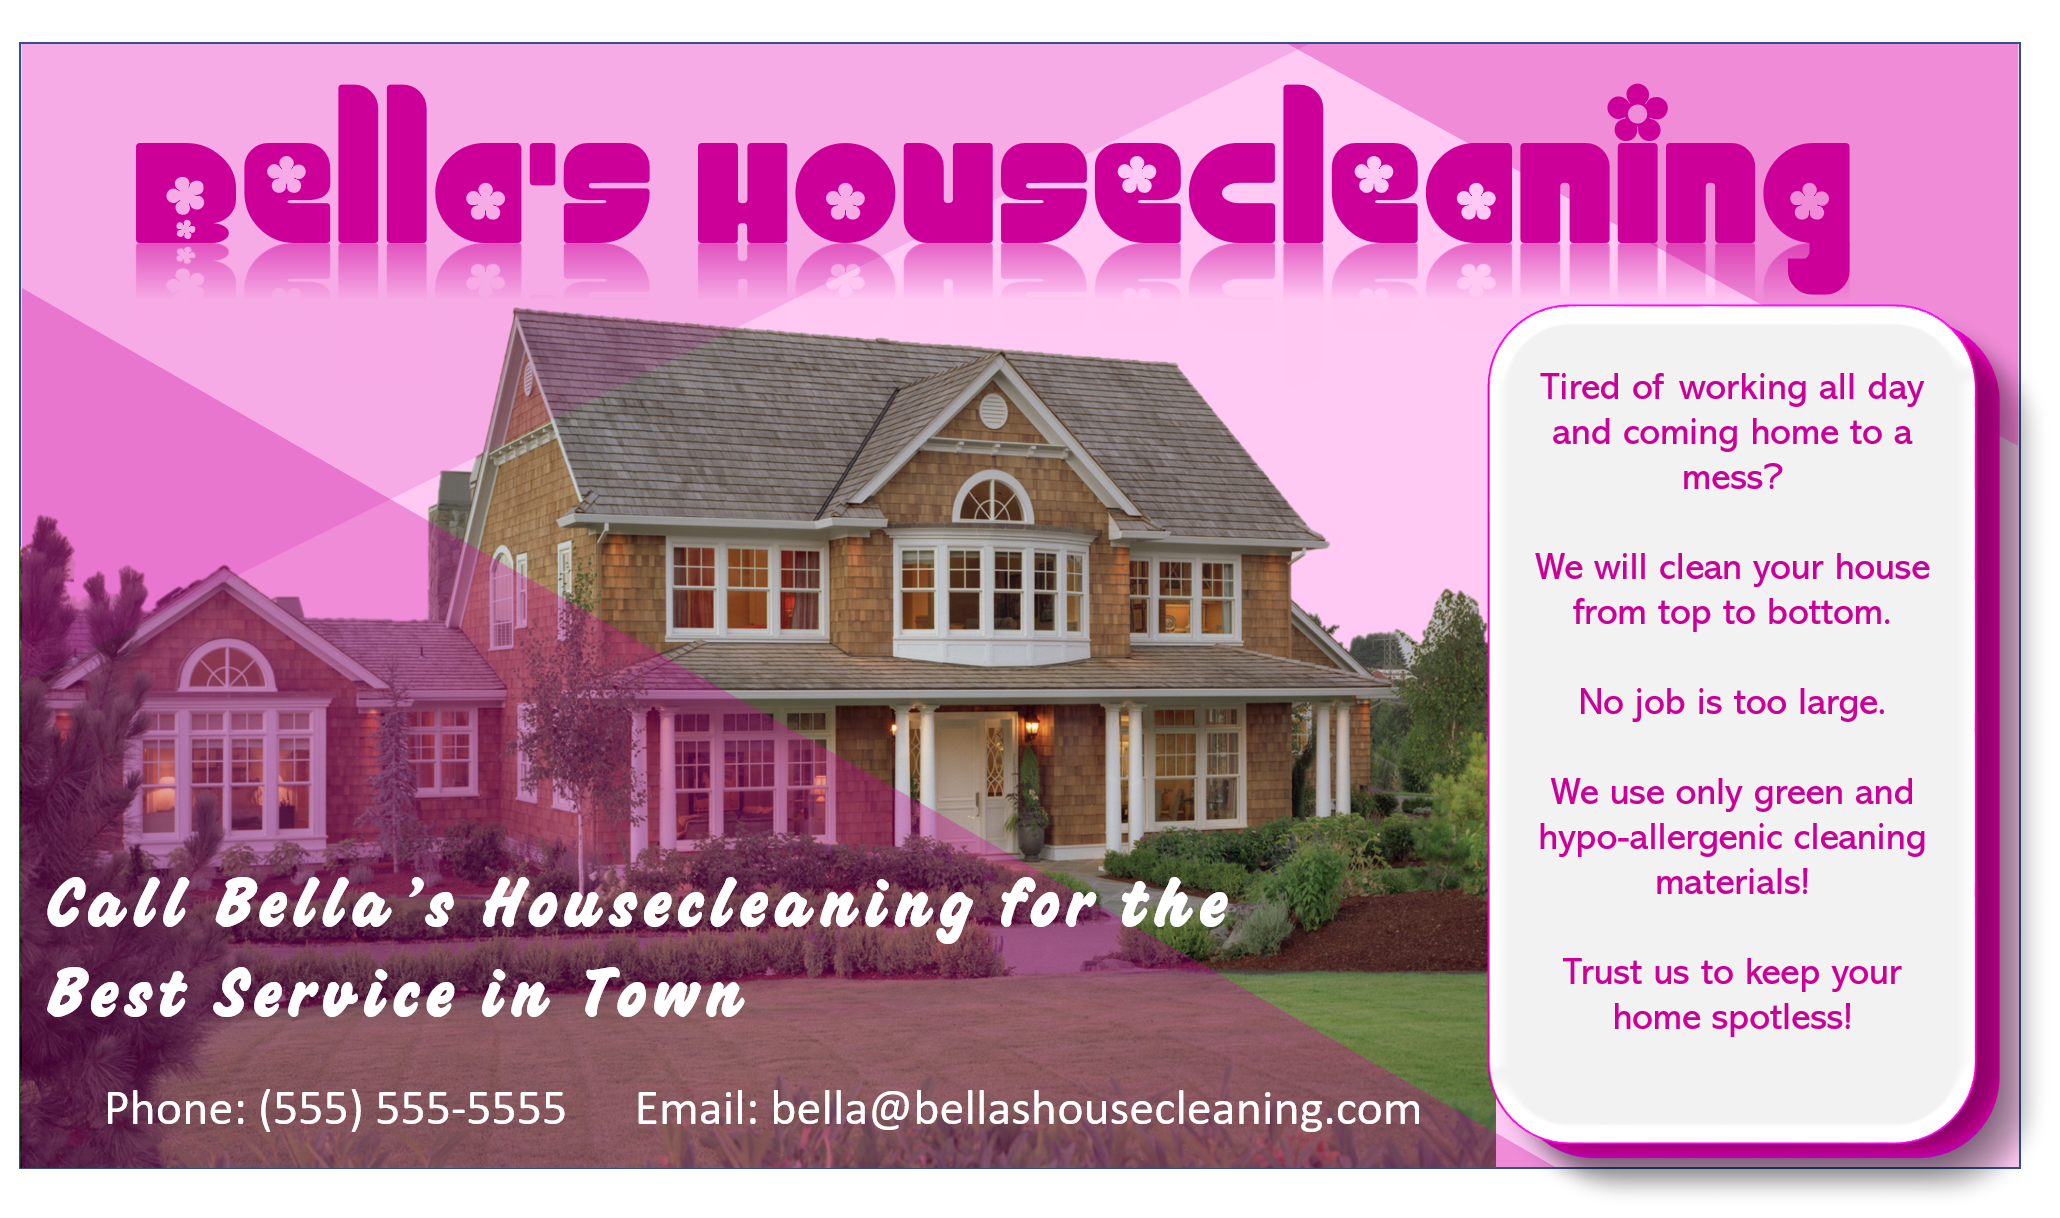 Bella's Housecleaning
Tired of working all day
and coming home to a
mess?
We will clean your house
from top to bottom.
No job is too large.
We use only green and
hypo-allergenic cleaning
materials!
Trust us to keep your
home spotless!
Call Bella’s Housecleaning for the
Best Service in Town
Phone: (555) 555-5555 Email: bella@bellashousecleaning.com